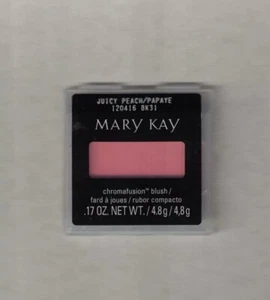 JUICY PEACH/PAPAYE
120416 BK31
MARY KAY
chromafusion™ blush /
fard à joues / rubor compacto
.17 OZ. NET WT. / 4.8g / 4,8g